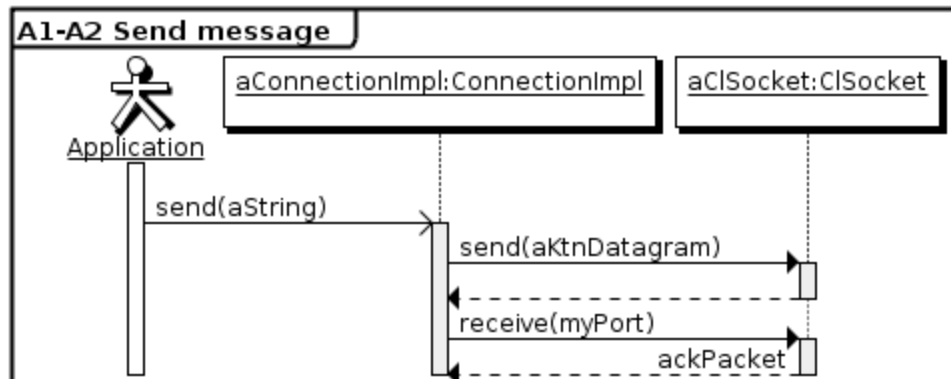 A1-A2 Send message
aConnectionImpl:ConnectionImpl
aClSocket:ClSocket
Application
send(aString)
send(aKtnDatagram)
receive(myPort)
ackPacket